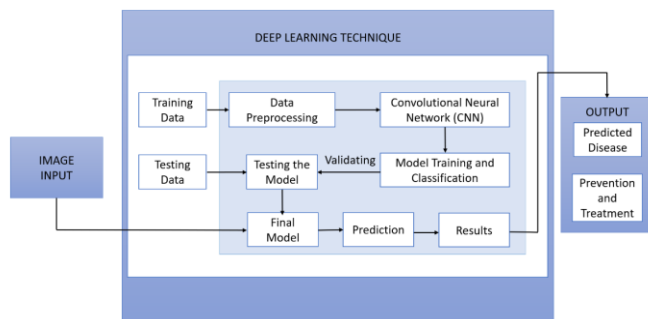 DEEP LEARNING TECHNIQUE
Training
Data
Data
Preprocessing
Convolutional Neural
Network (CNN)
OUTPUT
Predicted
Disease
IMAGE
INPUT
Testing
Data
Testing the
Model
Validating
Model Training and
Classification
Prevention
and
Treatment
Final
Model
Prediction
Results